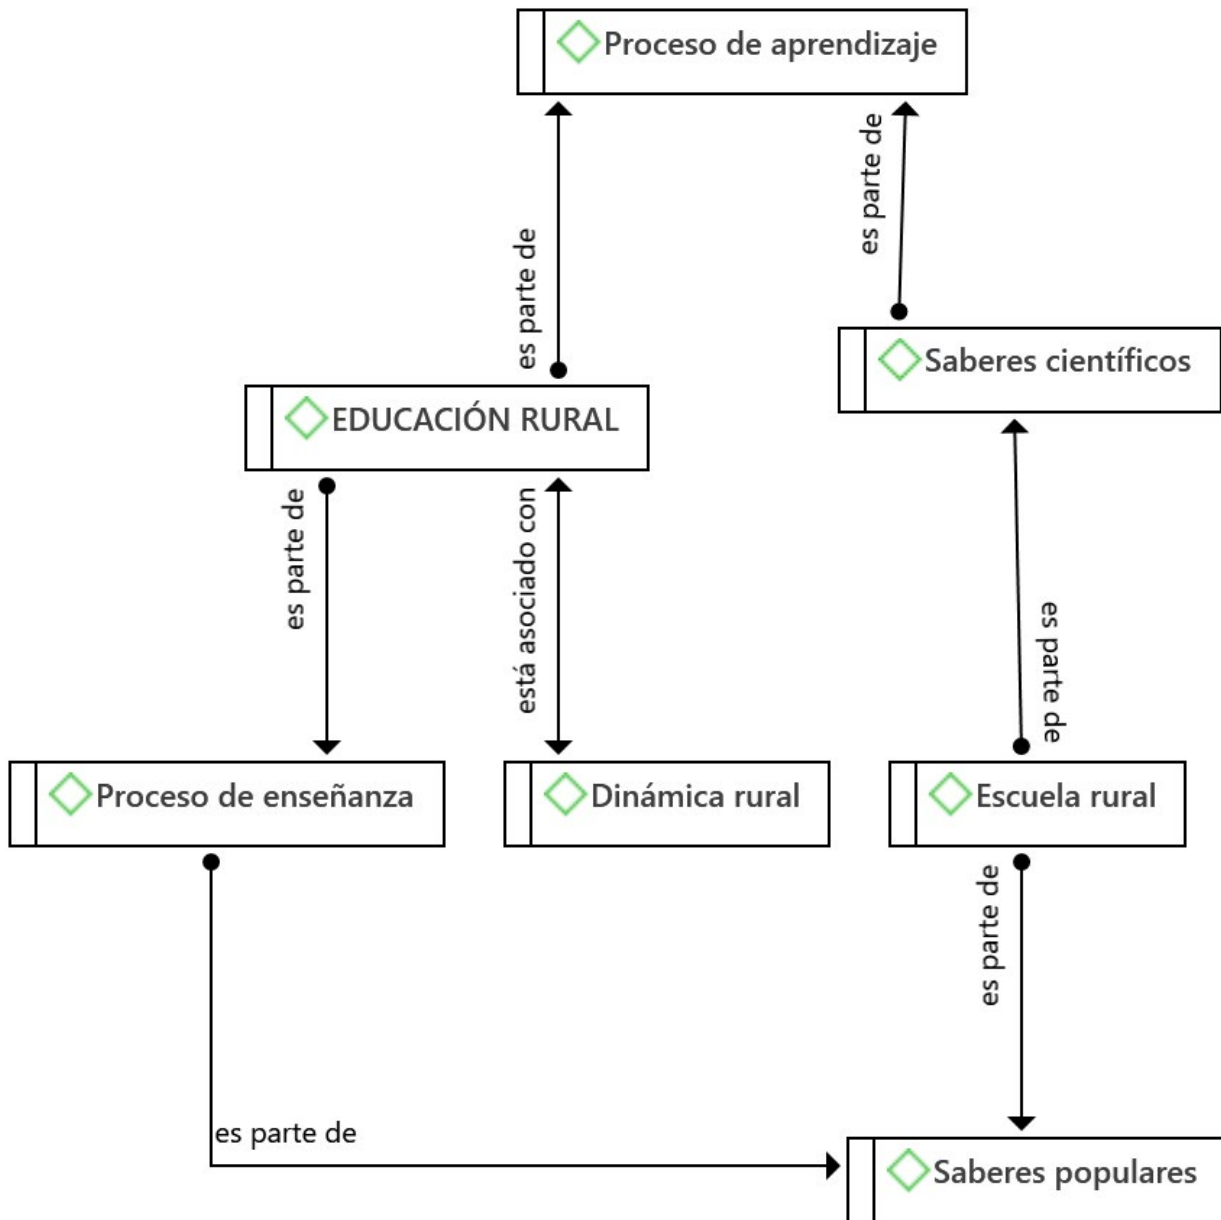 Proceso de aprendizaje
es parte de
es parte de
Saberes científicos
EDUCACIÓN RURAL
es parte de
está asociado con
es parte de
Proceso de enseñanza
Dinámica rural
Escuela rural
es parte de
es parte de
Saberes populares